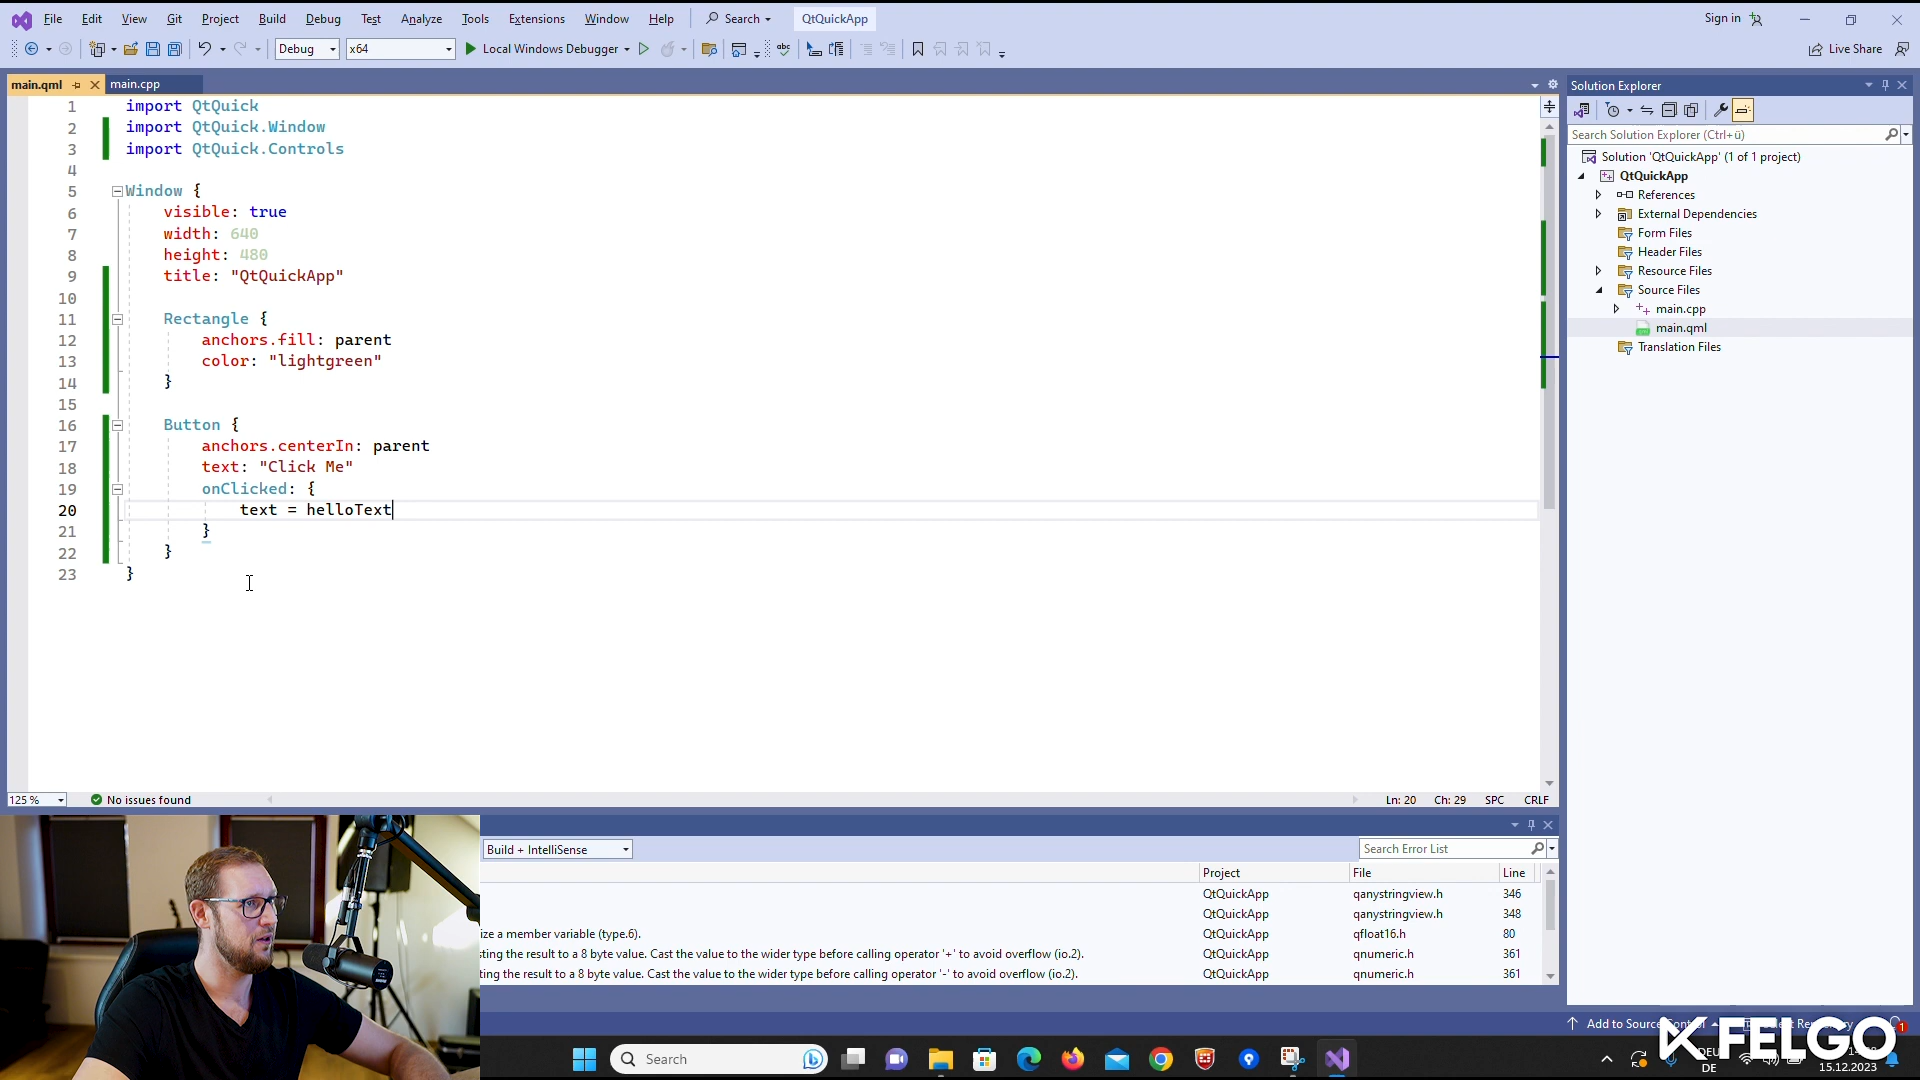 File Edit View Git Project Build Debug Test Analyze Tools Extensions Window Help Search QtQuickApp Sign in
Debug x64 Local Windows Debugger abc Live Share
main.qml main.cpp
1 import QtQuick
2 import QtQuick.Window
3 import QtQuick.Controls
4
5 Window {
6 visible: true
7 width: 640
8 height: 480
9 title: "QtQuickApp"
10
11 Rectangle {
12 anchors.fill: parent
13 color: "lightgreen"
14 }
15
16 Button {
17 anchors.centerIn: parent
18 text: "Click Me"
19 onClicked: {
20 text = helloText
21 }
22 }
23 }
125 % No issues found Ln: 20 Ch: 29 SPC CRLF
Solution Explorer
Search Solution Explorer (Ctrl+ü)
Solution 'QtQuickApp' (1 of 1 project)
QtQuickApp
References
External Dependencies
Form Files
Header Files
Resource Files
Source Files
main.cpp
main.qml
Translation Files
Build + IntelliSense Search Error List
Project File Line
QtQuickApp qanystringview.h 346
QtQuickApp qanystringview.h 348
ize a member variable (type.6). QtQuickApp qfloat16.h 80
sting the result to a 8 byte value. Cast the value to the wider type before calling operator '+' to avoid overflow (io.2). QtQuickApp qnumeric.h 361
ting the result to a 8 byte value. Cast the value to the wider type before calling operator '-' to avoid overflow (io.2). QtQuickApp qnumeric.h 361
Add to Source
FELGO
Search
DEU
DE
15.12.2023